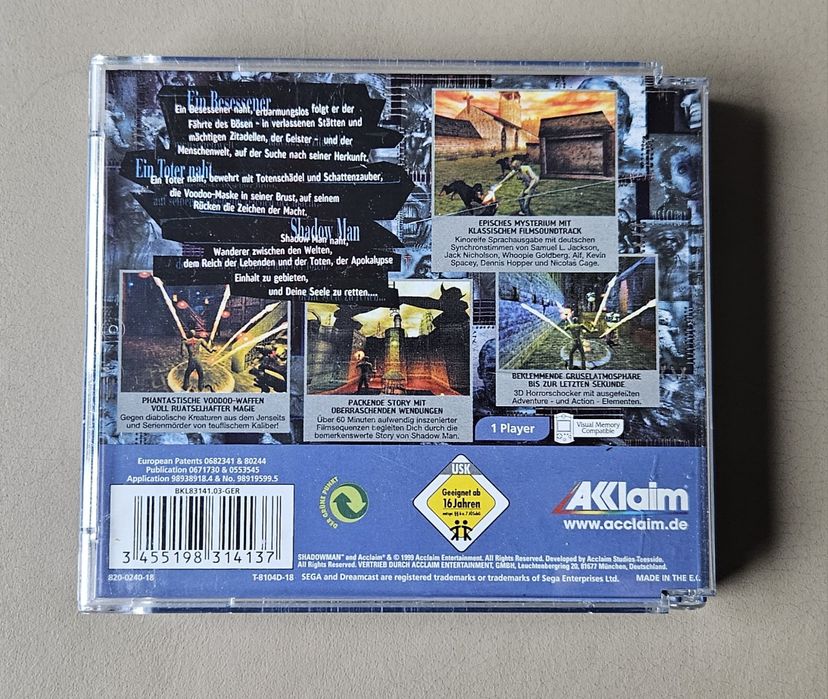 Ein Besessener
Ein Besessener naht, erbarmungslos folgt er der
Fährte des Bösen - in verlassenen Stätten und
mächtigen Zitadellen, der Geister - und der
Menschenwelt, auf der Suche nach seiner Herkunft.
Ein Toter naht
Ein Toter naht, bewehrt mit Totenschädel und Schattenzauber,
die Voodoo-Maske in seiner Brust, auf seinem
Rücken die Zeichen der Macht.
Shadow Man
Shadow Man naht,
Wanderer zwischen den Welten,
dem Reich der Lebenden und der Toten, der Apokalypse
Einhalt zu gebieten,
und Deine Seele zu retten....
EPISCHES MYSTERIUM MIT
KLASSISCHEM FILMSOUNDTRACK
Kinoreife Sprachausgabe mit deutschen
Synchronstimmen von Samuel L. Jackson,
Jack Nicholson, Whoopie Goldberg, Alf, Kevin
Spacey, Dennis Hopper und Nicolas Cage.
PHANTASTISCHE VOODOO-WAFFEN
VOLL RUATSELHAFTER MAGIE
Gegen diabolische Kreaturen aus dem Jenseits
und Serienmörder von teuflischem Kaliber!
PACKENDE STORY MIT
ÜBERRASCHENDEN WENDUNGEN
Über 60 Minuten aufwendig inszenierter
Filmsequenzen begleiten Dich durch die
bemerkenswerte Story von Shadow Man.
BEKLEMMENDE GRUSELATMOSPHÄRE
BIS ZUR LETZTEN SEKUNDE
3D Horrorschocker mit ausgefeilten
Adventure - und Action - Elementen.
1 Player
Visual Memory
Compatible
European Patents 0682341 & 80244
Publication 0671730 & 0553545
Application 98938918.4 & No. 98919599.5
BKL83141.03-GER
3 455198 314137
820-0240-18
DER GRÜNE PUNKT
USK
Geeignet ab
16 Jahren
AKKlaim
www.acclaim.de
SHADOWMAN™ and Acclaim® & © 1999 Acclaim Entertainment. All Rights Reserved. Developed by Acclaim Studios-Teesside.
All Rights Reserved. VERTRIEB DURCH ACCLAIM ENTERTAINMENT, GMBH, Leuchtenbergring 20, 81677 München, Deutschland.
T-8104D-18 SEGA and Dreamcast are registered trademarks or trademarks of Sega Enterprises Ltd. MADE IN THE E.C.